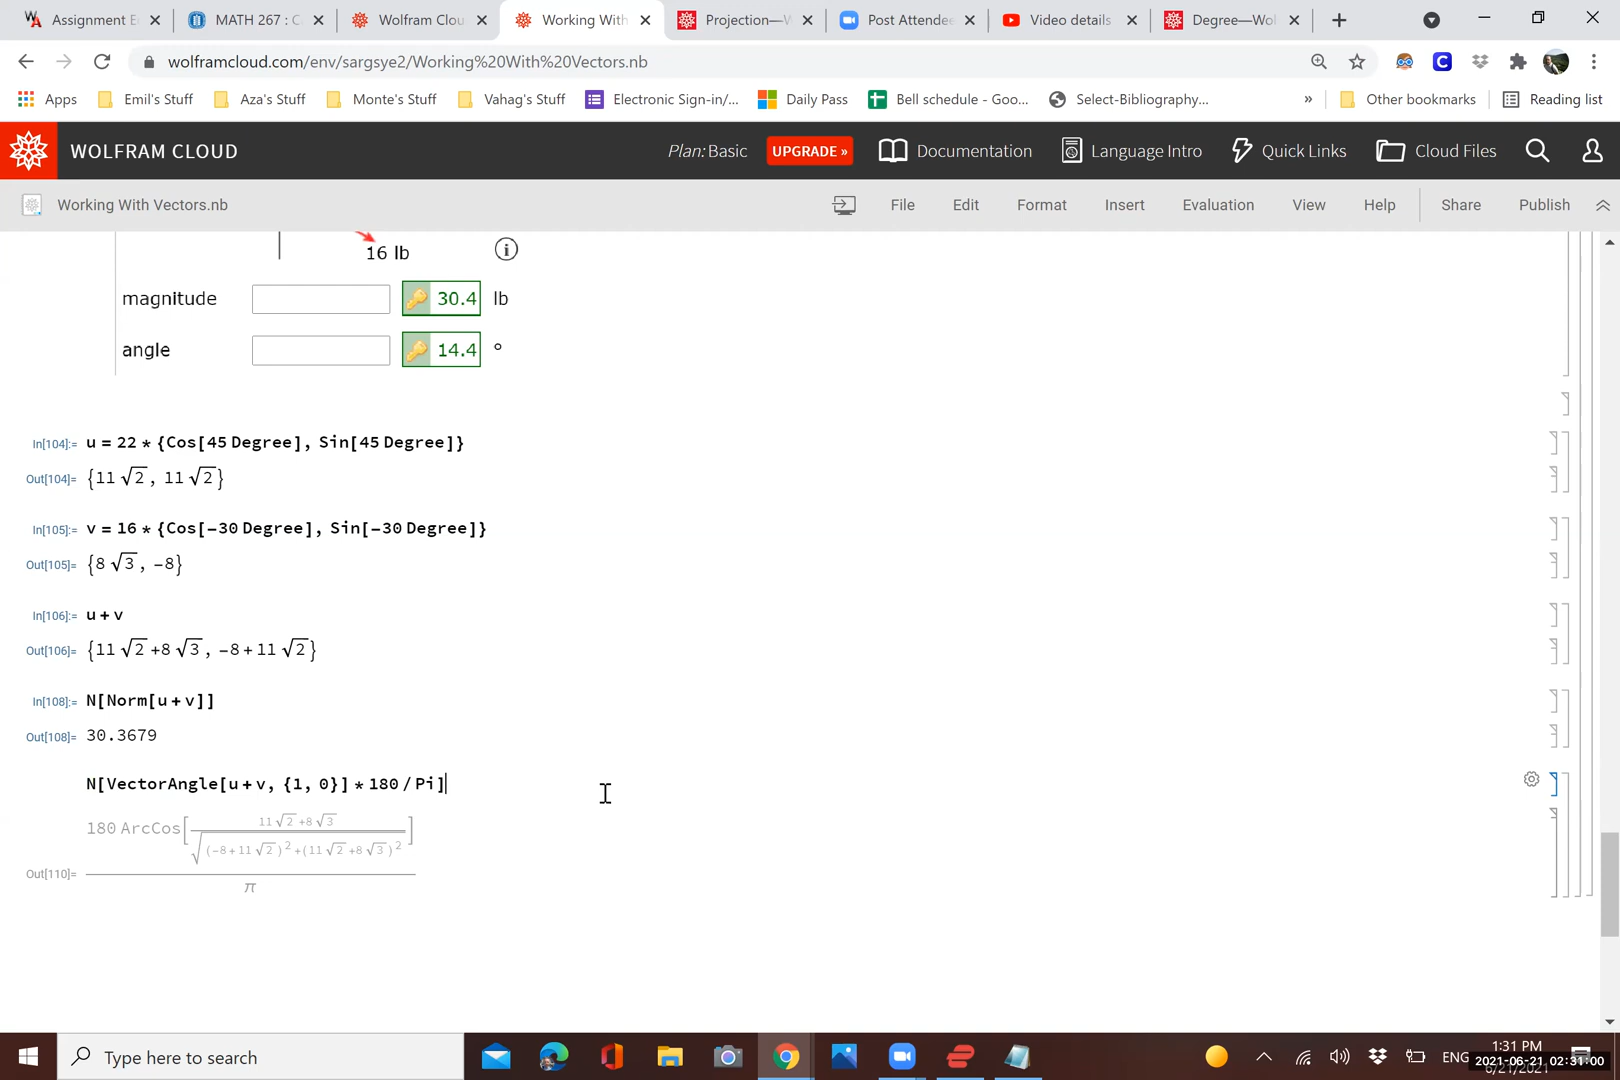 Assignment E
MATH 267 : C
Wolfram Clou
Working With
Projection—W
Post Attendee
Video details
Degree—Wol
wolframcloud.com/env/sargsye2/Working%20With%20Vectors.nb
Apps
Emil's Stuff
Aza's Stuff
Monte's Stuff
Vahag's Stuff
Electronic Sign-in/...
Daily Pass
Bell schedule - Goo...
Select-Bibliography...
»
Other bookmarks
Reading list
WOLFRAM CLOUD
Plan: Basic
UPGRADE »
Documentation
Language Intro
Quick Links
Cloud Files
Working With Vectors.nb
File
Edit
Format
Insert
Evaluation
View
Help
Share
Publish
16 lb
magnitude 30.4 lb
angle 14.4 °
In[104]:= u = 22 * {Cos[45 Degree], Sin[45 Degree]}
Out[104]= {11 √2, 11 √2}
In[105]:= v = 16 * {Cos[-30 Degree], Sin[-30 Degree]}
Out[105]= {8 √3, -8}
In[106]:= u + v
Out[106]= {11 √2 +8 √3, -8 + 11 √2}
In[108]:= N[Norm[u + v]]
Out[108]= 30.3679
N[VectorAngle[u + v, {1, 0}] * 180 / Pi]
180 ArcCos[ 11 √2 +8 √3
√(-8+11 √2)² +(11 √2 +8 √3)² ]
Out[110]=
π
Type here to search
ENG
1:31 PM
2021-06-21 02:31:00
6/21/2021